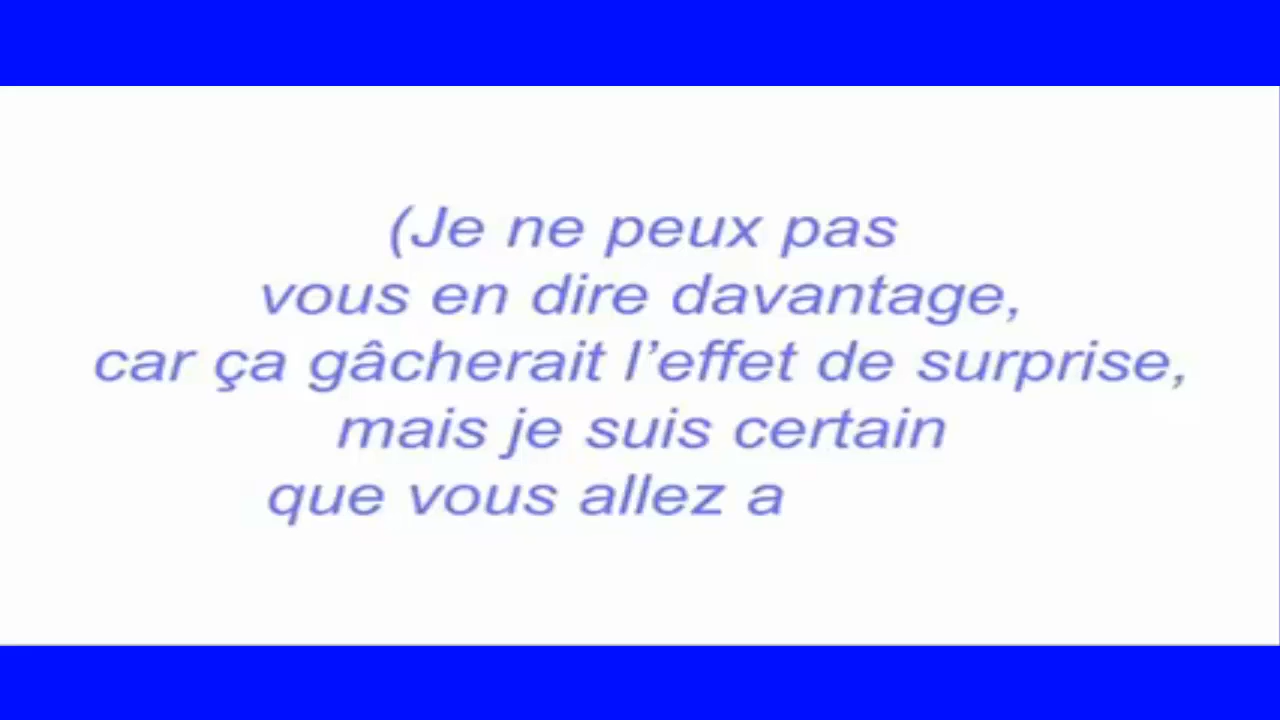 (Je ne peux pas
vous en dire davantage,
car ça gâcherait l’effet de surprise,
mais je suis certain
que vous allez a